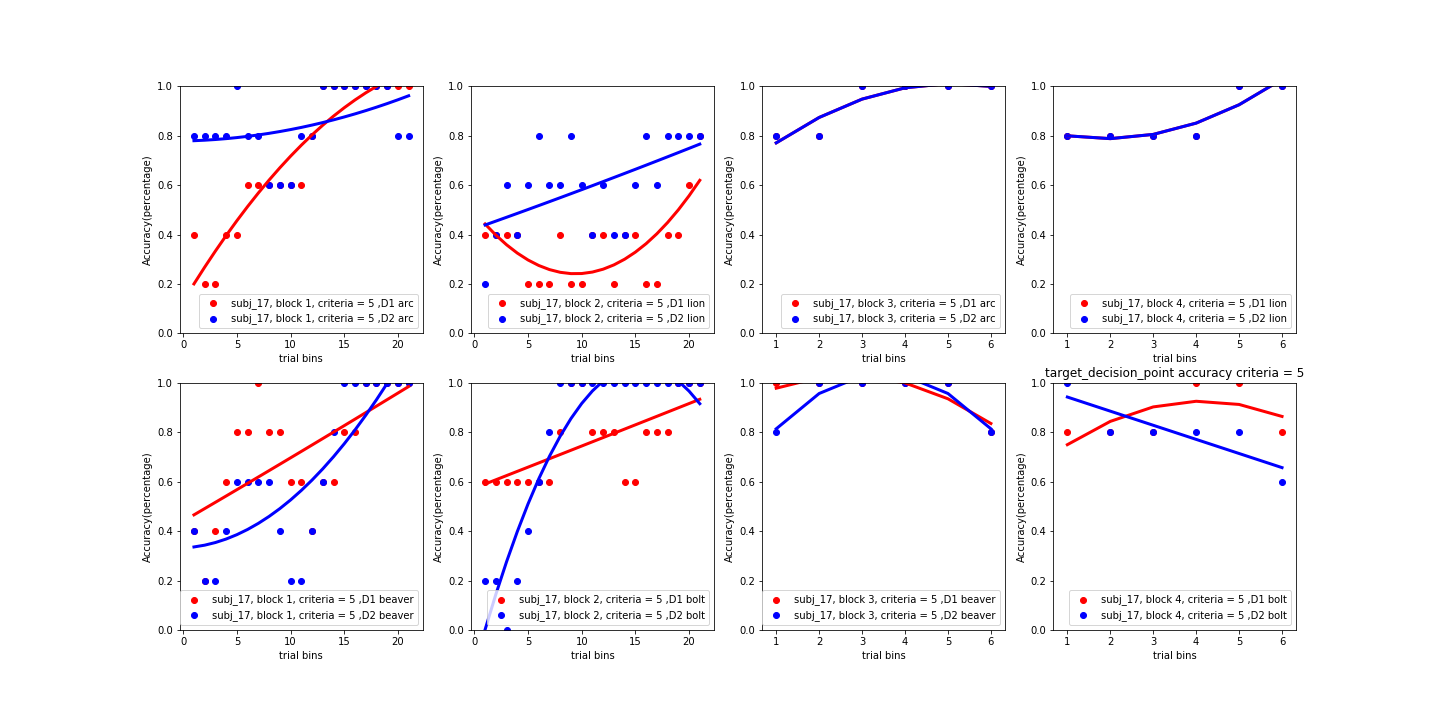 1.0
0.8
0.6
0.4
0.2
0.0
Accuracy(percentage)
subj_17, block 1, criteria = 5 ,D1 arc
subj_17, block 1, criteria = 5 ,D2 arc
0 5 10 15 20
trial bins
1.0
0.8
0.6
0.4
0.2
0.0
Accuracy(percentage)
subj_17, block 2, criteria = 5 ,D1 lion
subj_17, block 2, criteria = 5 ,D2 lion
0 5 10 15 20
trial bins
1.0
0.8
0.6
0.4
0.2
0.0
Accuracy(percentage)
subj_17, block 3, criteria = 5 ,D1 arc
subj_17, block 3, criteria = 5 ,D2 arc
1 2 3 4 5 6
trial bins
1.0
0.8
0.6
0.4
0.2
0.0
Accuracy(percentage)
subj_17, block 4, criteria = 5 ,D1 lion
subj_17, block 4, criteria = 5 ,D2 lion
1 2 3 4 5 6
trial bins
1.0
0.8
0.6
0.4
0.2
0.0
Accuracy(percentage)
subj_17, block 1, criteria = 5 ,D1 beaver
subj_17, block 1, criteria = 5 ,D2 beaver
0 5 10 15 20
trial bins
1.0
0.8
0.6
0.4
0.2
0.0
Accuracy(percentage)
subj_17, block 2, criteria = 5 ,D1 bolt
subj_17, block 2, criteria = 5 ,D2 bolt
0 5 10 15 20
trial bins
1.0
0.8
0.6
0.4
0.2
0.0
Accuracy(percentage)
subj_17, block 3, criteria = 5 ,D1 beaver
subj_17, block 3, criteria = 5 ,D2 beaver
1 2 3 4 5 6
trial bins
target_decision_point accuracy criteria = 5
1.0
0.8
0.6
0.4
0.2
0.0
Accuracy(percentage)
subj_17, block 4, criteria = 5 ,D1 bolt
subj_17, block 4, criteria = 5 ,D2 bolt
1 2 3 4 5 6
trial bins